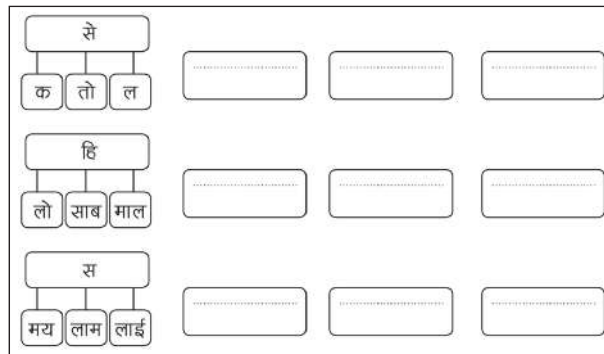 से
क तो ल
हि
लो साब माल
स
मय लाम लाई